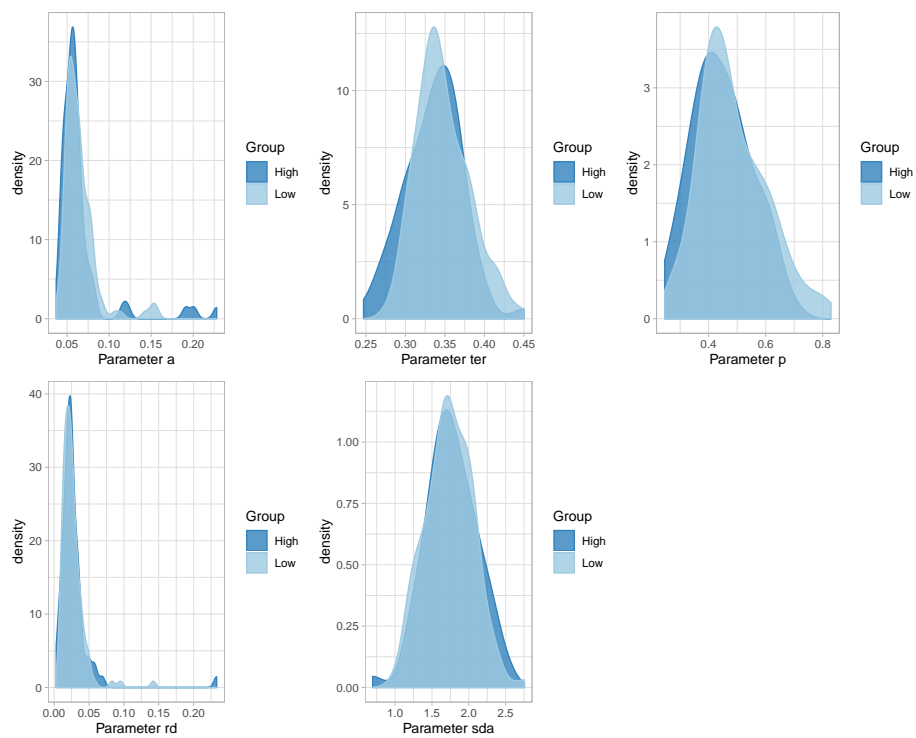 density
30
20
10
0
0.05 0.10 0.15 0.20
Parameter a
Group
High
Low
density
10
5
0
0.25 0.30 0.35 0.40 0.45
Parameter ter
Group
High
Low
density
3
2
1
0
0.4 0.6 0.8
Parameter p
Group
High
Low
density
40
30
20
10
0
0.00 0.05 0.10 0.15 0.20
Parameter rd
Group
High
Low
density
1.00
0.75
0.50
0.25
0.00
1.0 1.5 2.0 2.5
Parameter sda
Group
High
Low